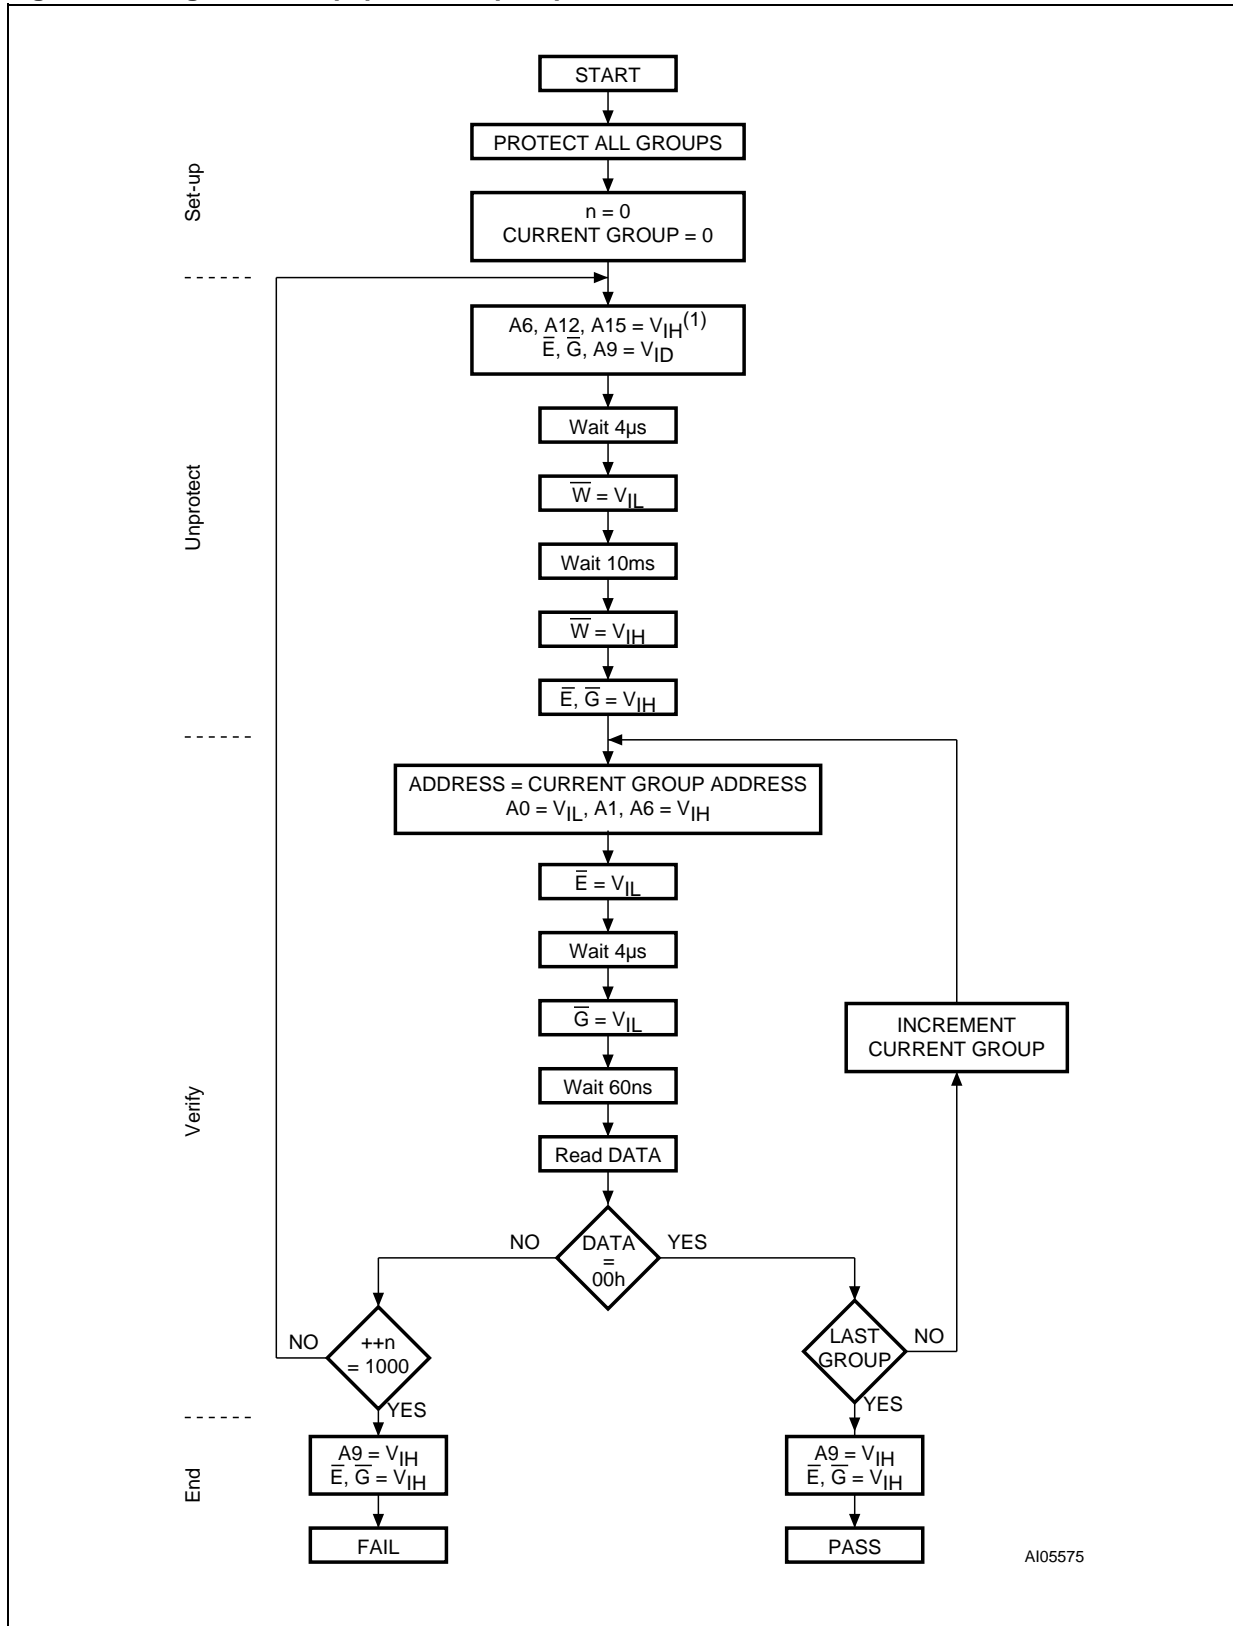 START
PROTECT ALL GROUPS
Set-up
n = 0
CURRENT GROUP = 0
A6, A12, A15 = VIH(1)
E̅, G̅, A9 = VID
Wait 4µs
Unprotect
W̅ = VIL
Wait 10ms
W̅ = VIH
E̅, G̅ = VIH
ADDRESS = CURRENT GROUP ADDRESS
A0 = VIL, A1, A6 = VIH
E̅ = VIL
Wait 4µs
G̅ = VIL
INCREMENT
CURRENT GROUP
Wait 60ns
Verify
Read DATA
NO
DATA
=
00h
YES
NO
++n
= 1000
LAST
GROUP
NO
YES
YES
End
A9 = VIH
E̅, G̅ = VIH
A9 = VIH
E̅, G̅ = VIH
FAIL
PASS
AI05575